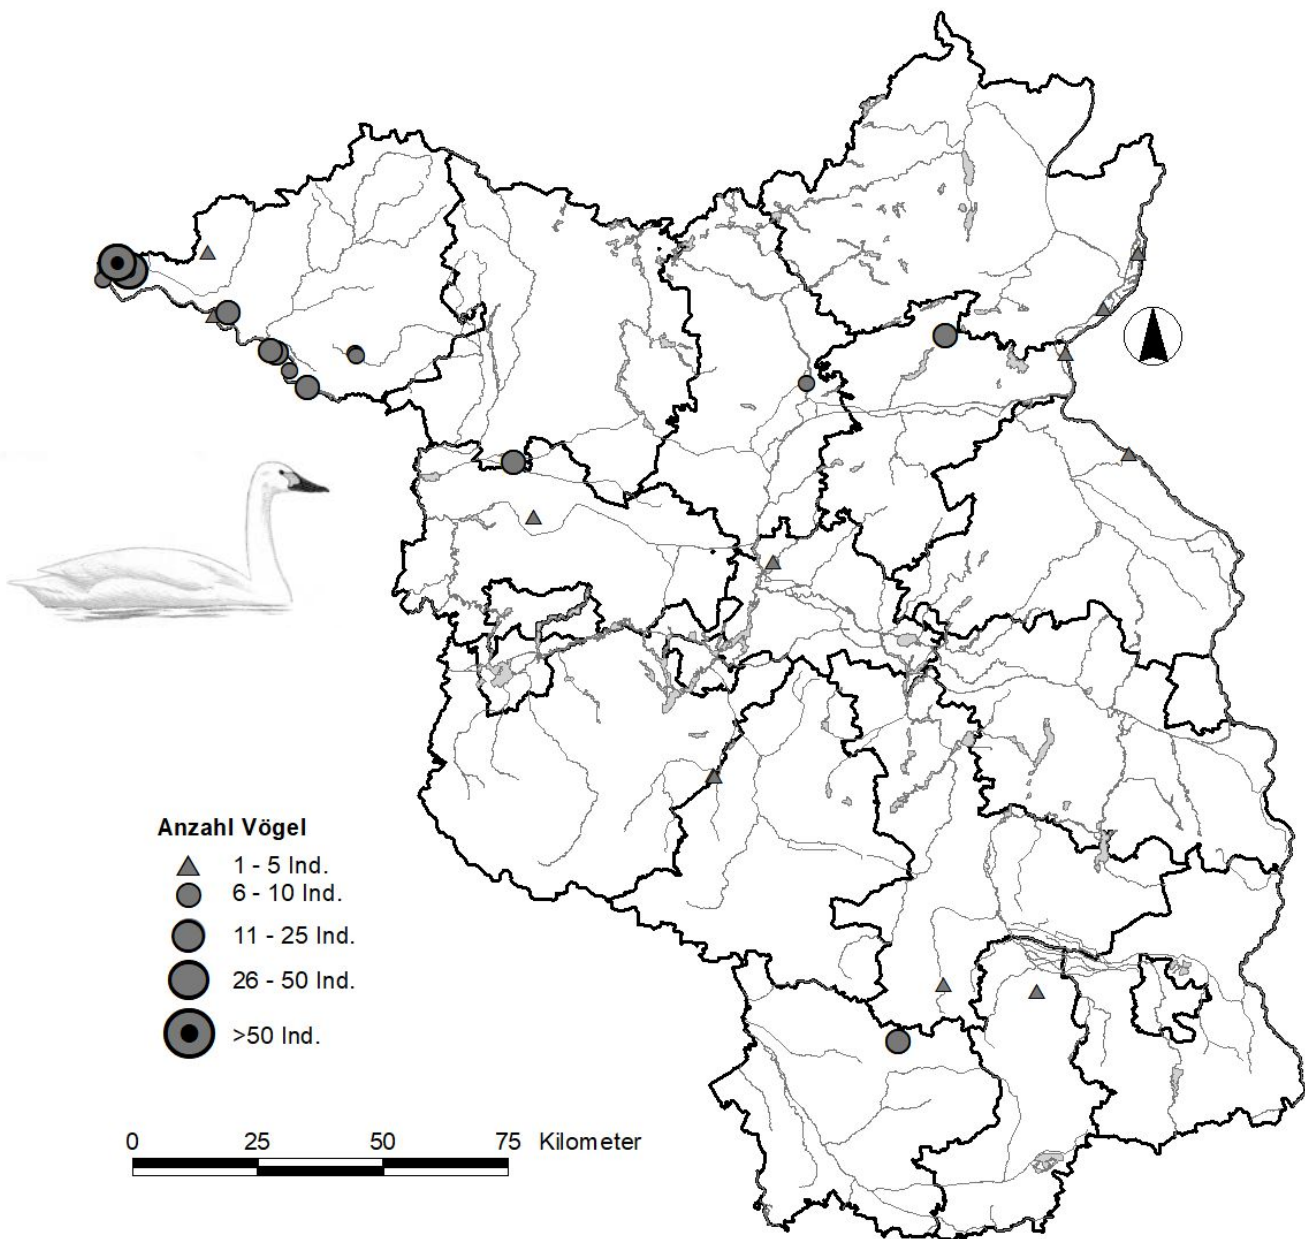 Anzahl Vögel
1 - 5 Ind.
6 - 10 Ind.
11 - 25 Ind.
26 - 50 Ind.
>50 Ind.
0 25 50 75 Kilometer